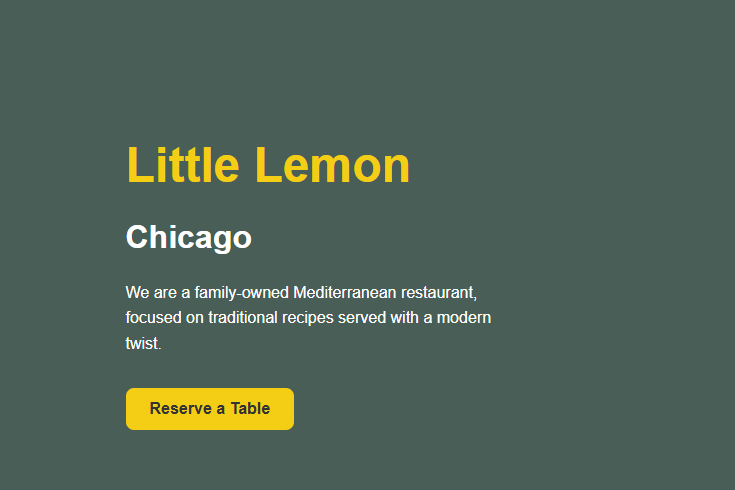 Little Lemon
Chicago
We are a family-owned Mediterranean restaurant,
focused on traditional recipes served with a modern
twist.
Reserve a Table